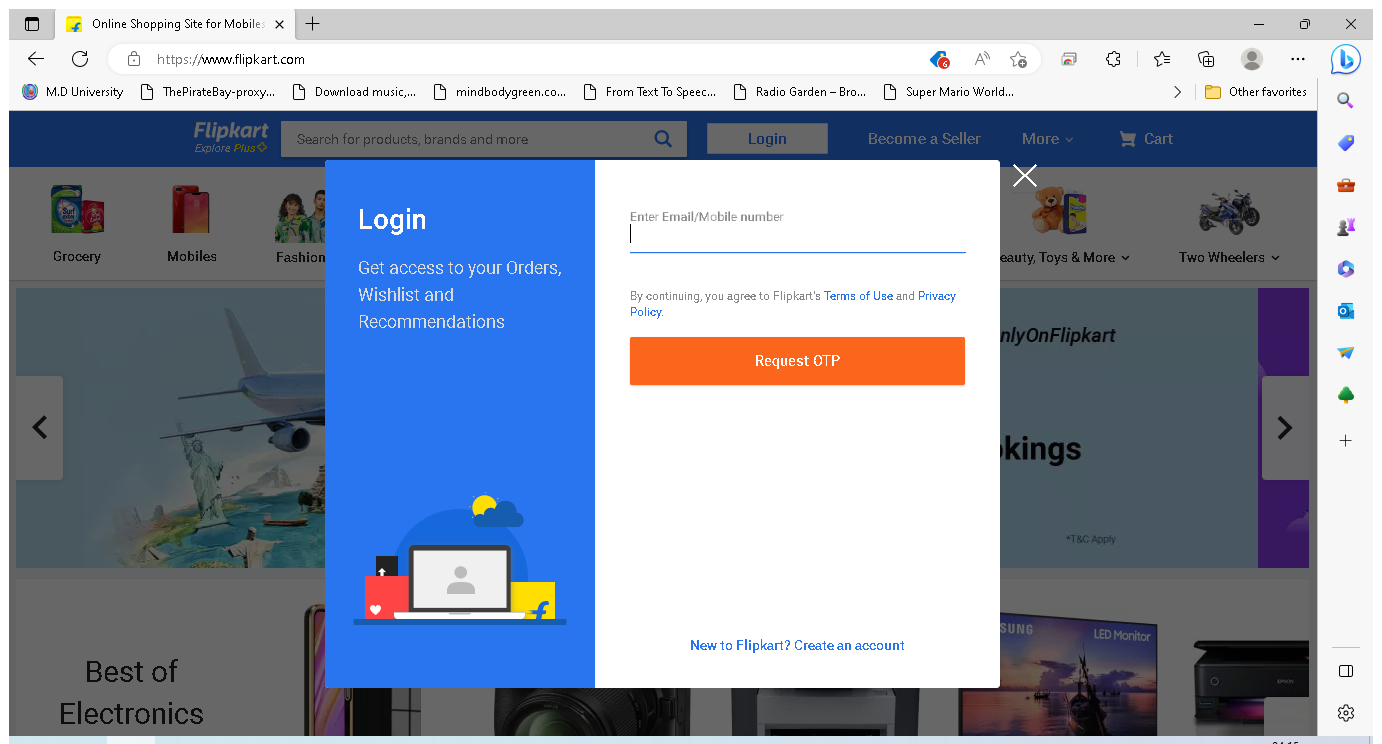 Online Shopping Site for Mobiles
https://www.flipkart.com
6
M.D University
ThePirateBay-proxy...
Download music,...
mindbodygreen.co...
From Text To Speec...
Radio Garden – Bro...
Super Mario World...
Other favorites
Flipkart
Explore Plus
Search for products, brands and more
Login
Become a Seller
More
Cart
Grocery
Mobiles
Fashion
eauty, Toys & More
Two Wheelers
Login
Get access to your Orders,
Wishlist and
Recommendations
Enter Email/Mobile number
By continuing, you agree to Flipkart's Terms of Use and Privacy
Policy.
Request OTP
New to Flipkart? Create an account
nlyOnFlipkart
okings
*T&C Apply
Best of
Electronics
SUNG
LED Monitor
EPSON